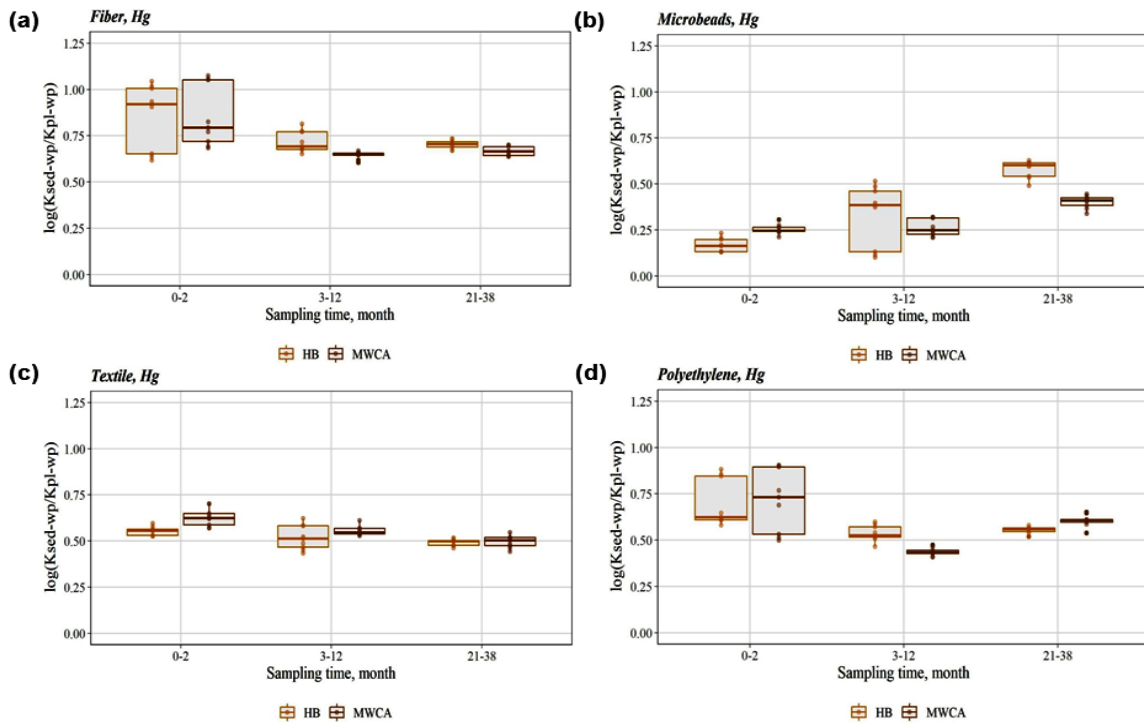 (a)
Fiber, Hg
log(Ksed-wp/Kpl-wp)
1.25
1.00
0.75
0.50
0.25
0.00
0-2
3-12
21-38
Sampling time, month
HB
MWCA
(b)
Microbeads, Hg
log(Ksed-wp/Kpl-wp)
1.25
1.00
0.75
0.50
0.25
0.00
0-2
3-12
21-38
Sampling time, month
HB
MWCA
(c)
Textile, Hg
log(Ksed-wp/Kpl-wp)
1.25
1.00
0.75
0.50
0.25
0.00
0-2
3-12
21-38
Sampling time, month
HB
MWCA
(d)
Polyethylene, Hg
log(Ksed-wp/Kpl-wp)
1.25
1.00
0.75
0.50
0.25
0.00
0-2
3-12
21-38
Sampling time, month
HB
MWCA